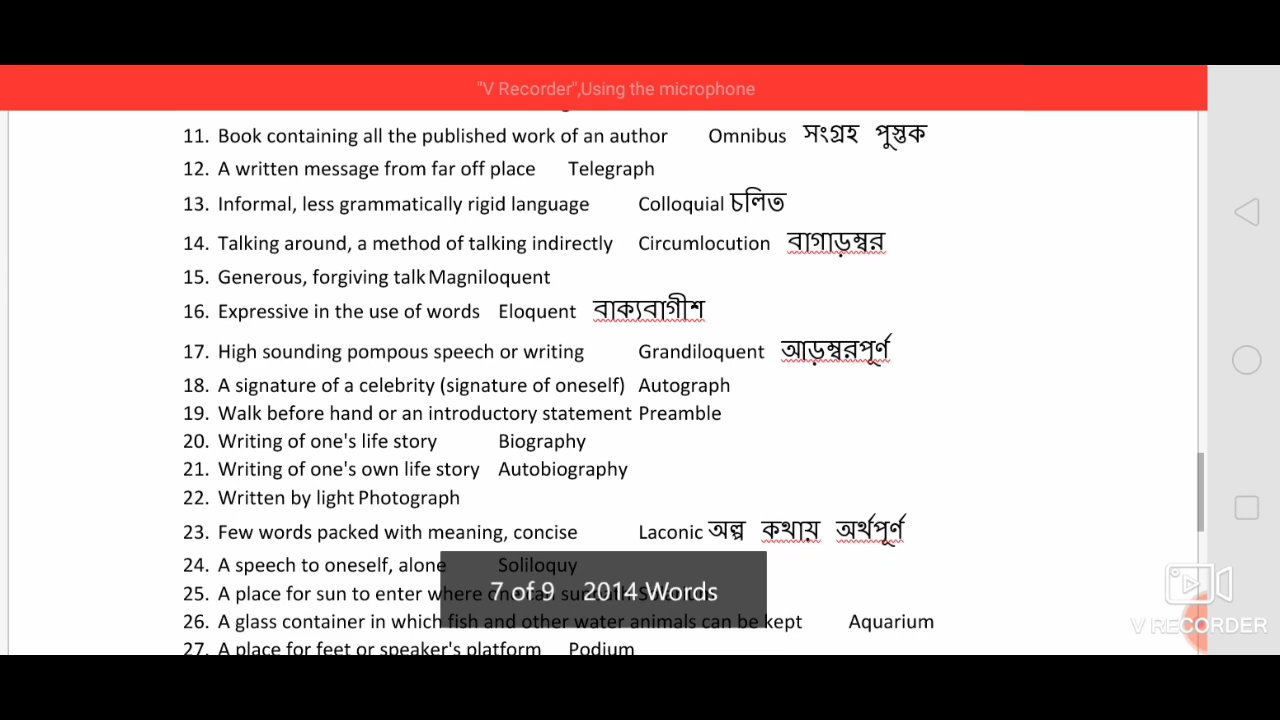 "V Recorder",Using the microphone
11. Book containing all the published work of an author Omnibus সংগ্রহ পুস্তক
12. A written message from far off place Telegraph
13. Informal, less grammatically rigid language Colloquial চলিত
14. Talking around, a method of talking indirectly Circumlocution বাগাড়ম্বর
15. Generous, forgiving talk Magniloquent
16. Expressive in the use of words Eloquent বাক্যবাগীশ
17. High sounding pompous speech or writing Grandiloquent আড়ম্বরপূর্ণ
18. A signature of a celebrity (signature of oneself) Autograph
19. Walk before hand or an introductory statement Preamble
20. Writing of one's life story Biography
21. Writing of one's own life story Autobiography
22. Written by light Photograph
23. Few words packed with meaning, concise Laconic অল্প কথায় অর্থপূর্ণ
24. A speech to oneself, alone Soliloquy
25. A place for sun to enter where
7 of 9 2014 Words
26. A glass container in which fish and other water animals can be kept Aquarium
V RECORDER
27. A place for feet or speaker's platform Podium